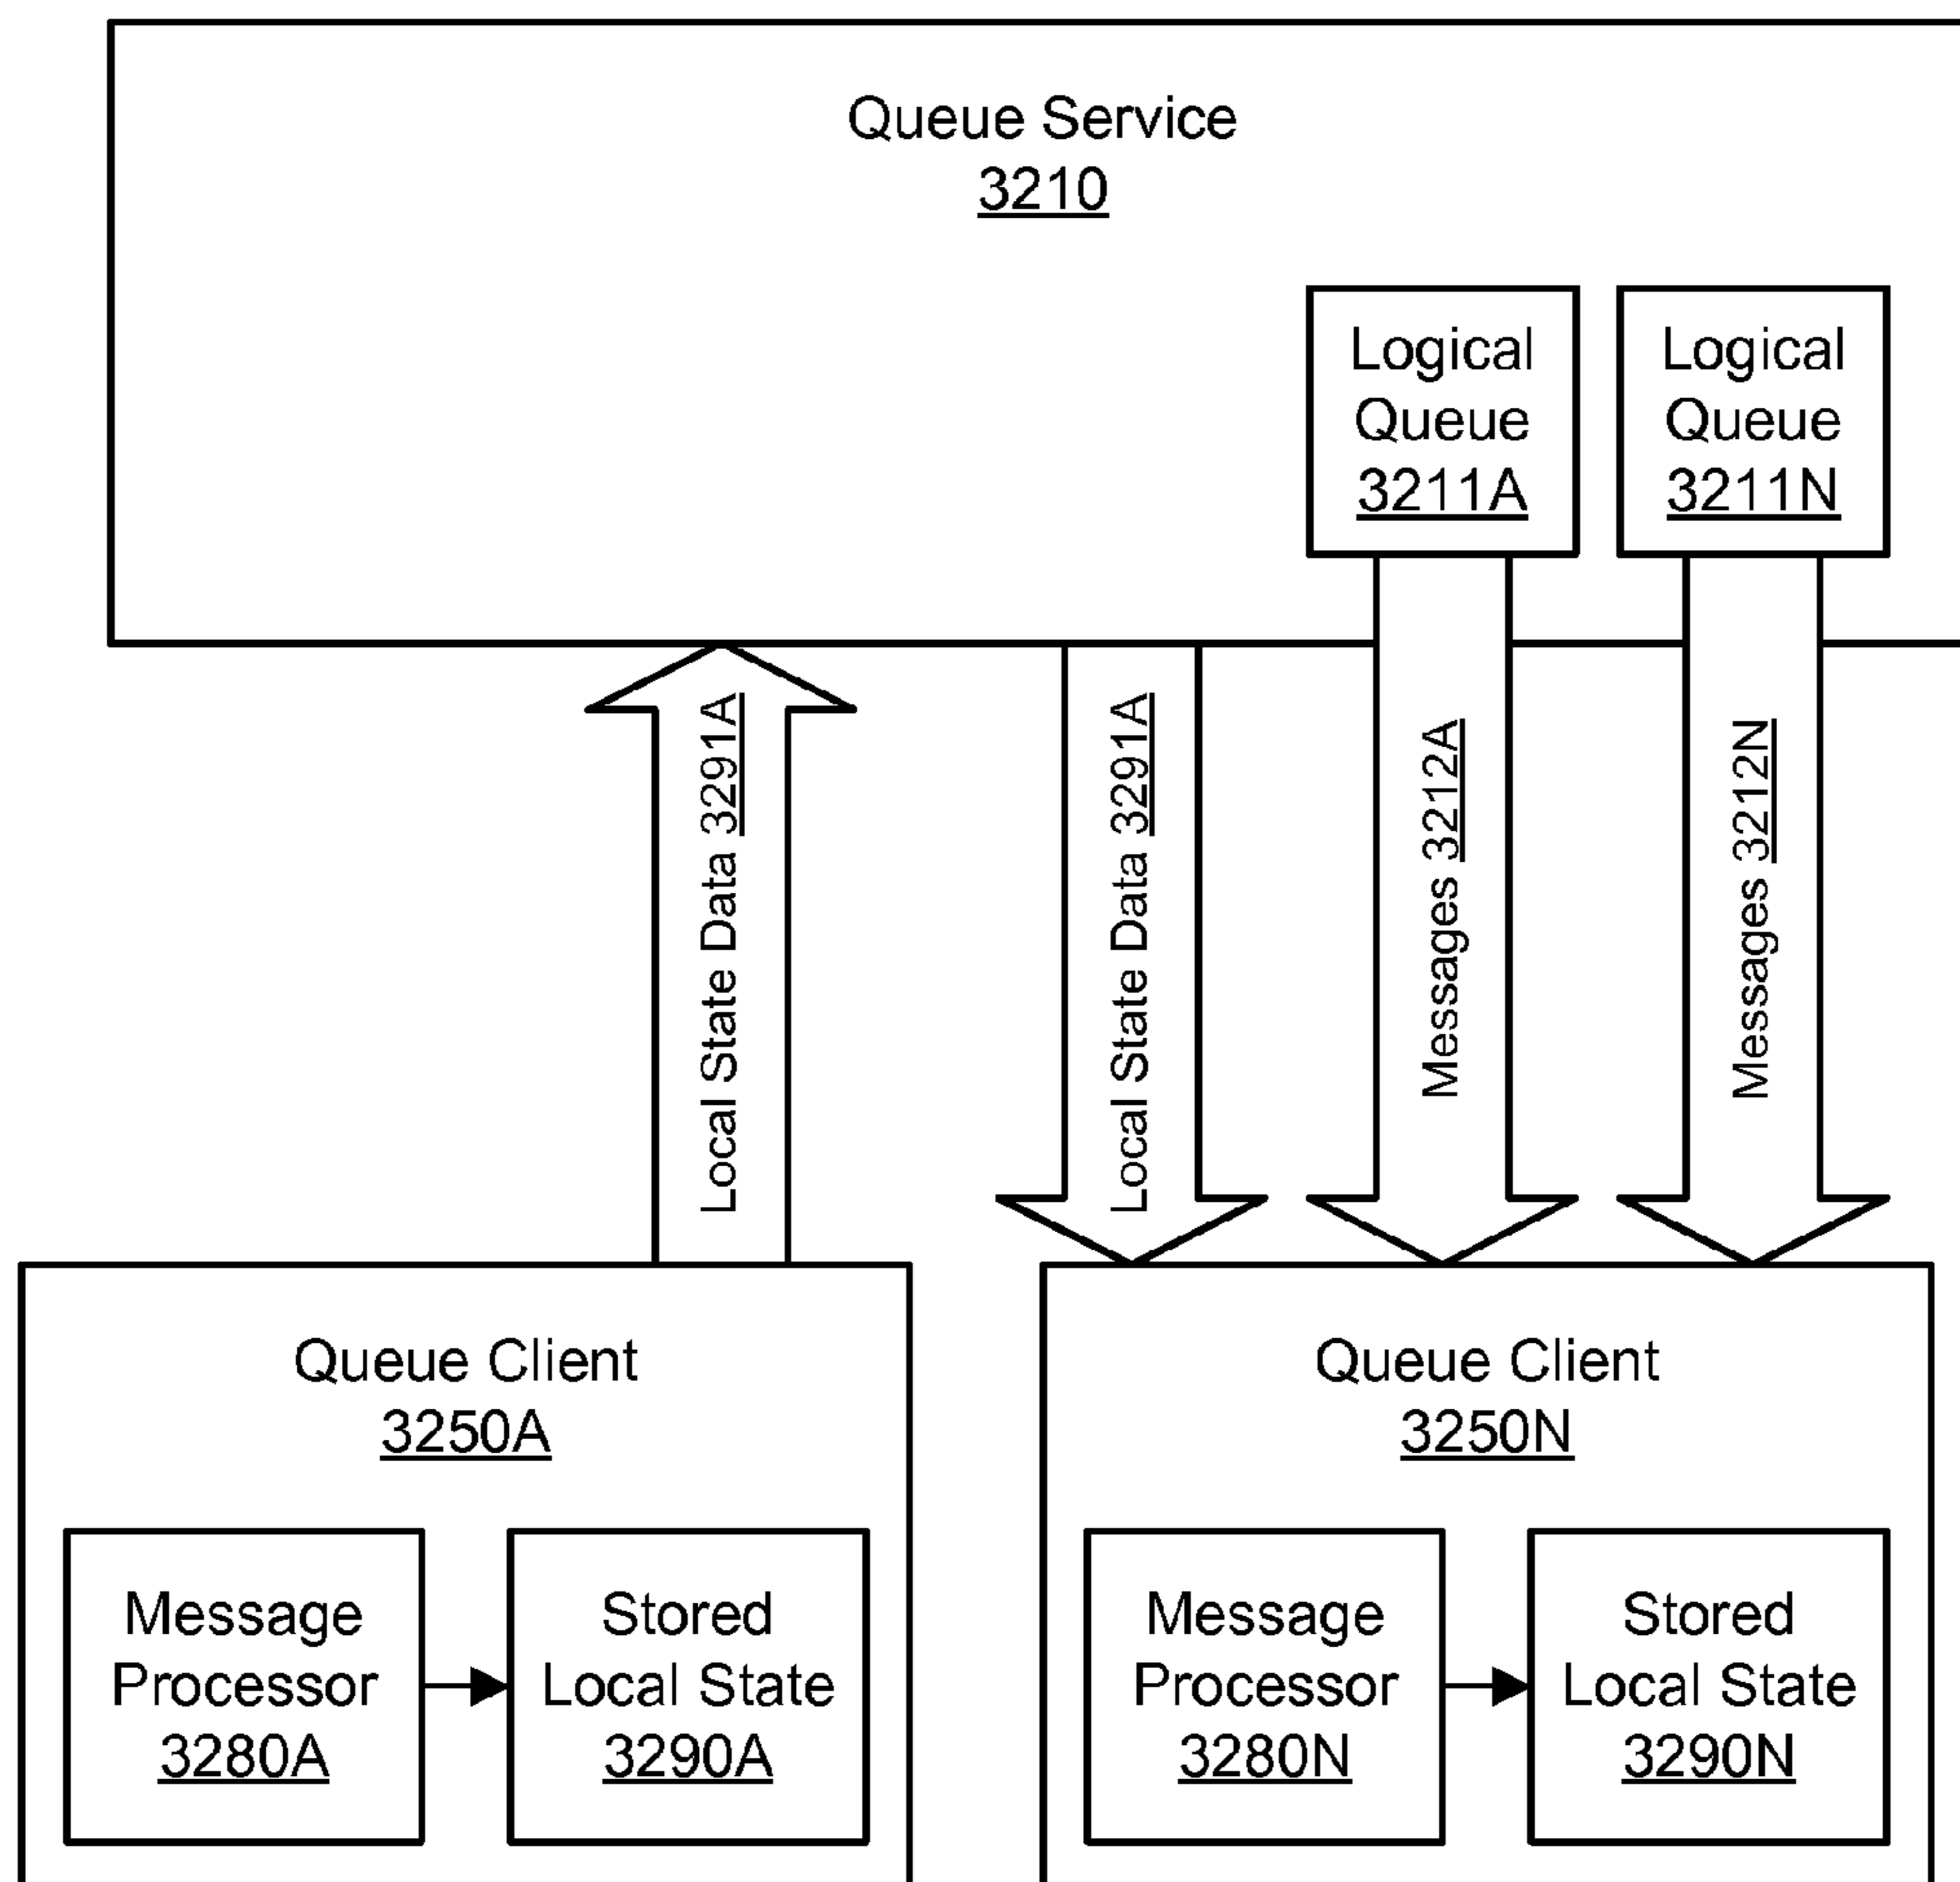 Queue Service
3210
Logical
Queue
3211A
Logical
Queue
3211N
Local State Data 3291A
Local State Data 3291A
Messages 3212A
Messages 3212N
Queue Client
3250A
Message
Processor
3280A
Stored
Local State
3290A
Queue Client
3250N
Message
Processor
3280N
Stored
Local State
3290N